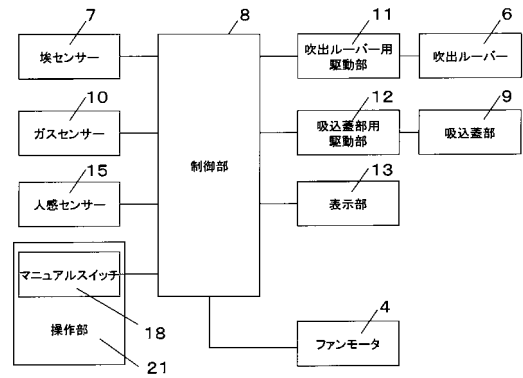 7
埃センサー
10
ガスセンサー
15
人感センサー
マニュアルスイッチ
18
操作部
21
8
制御部
11
吹出ルーバー用
駆動部
6
吹出ルーバー
12
吸込蓋部用
駆動部
9
吸込蓋部
13
表示部
4
ファンモータ